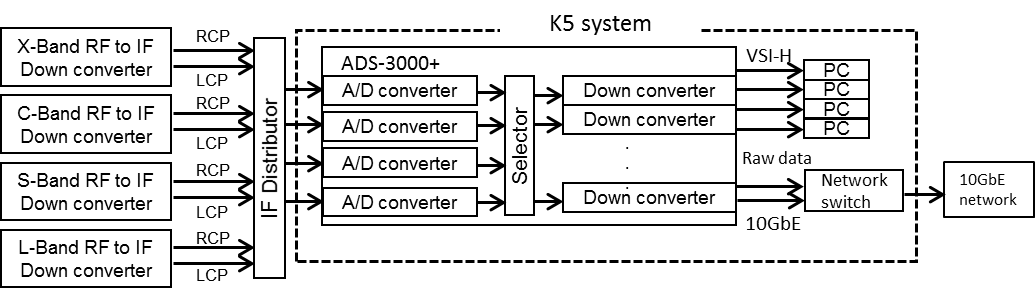 K5 system
X-Band RF to IF
Down converter
RCP
LCP
C-Band RF to IF
Down converter
RCP
LCP
S-Band RF to IF
Down converter
RCP
LCP
L-Band RF to IF
Down converter
RCP
LCP
IF Distributor
ADS-3000+
A/D converter
A/D converter
A/D converter
A/D converter
Selector
Down converter
Down converter
Down converter
VSI-H
PC
PC
PC
PC
Raw data
10GbE
Network
switch
10GbE
network